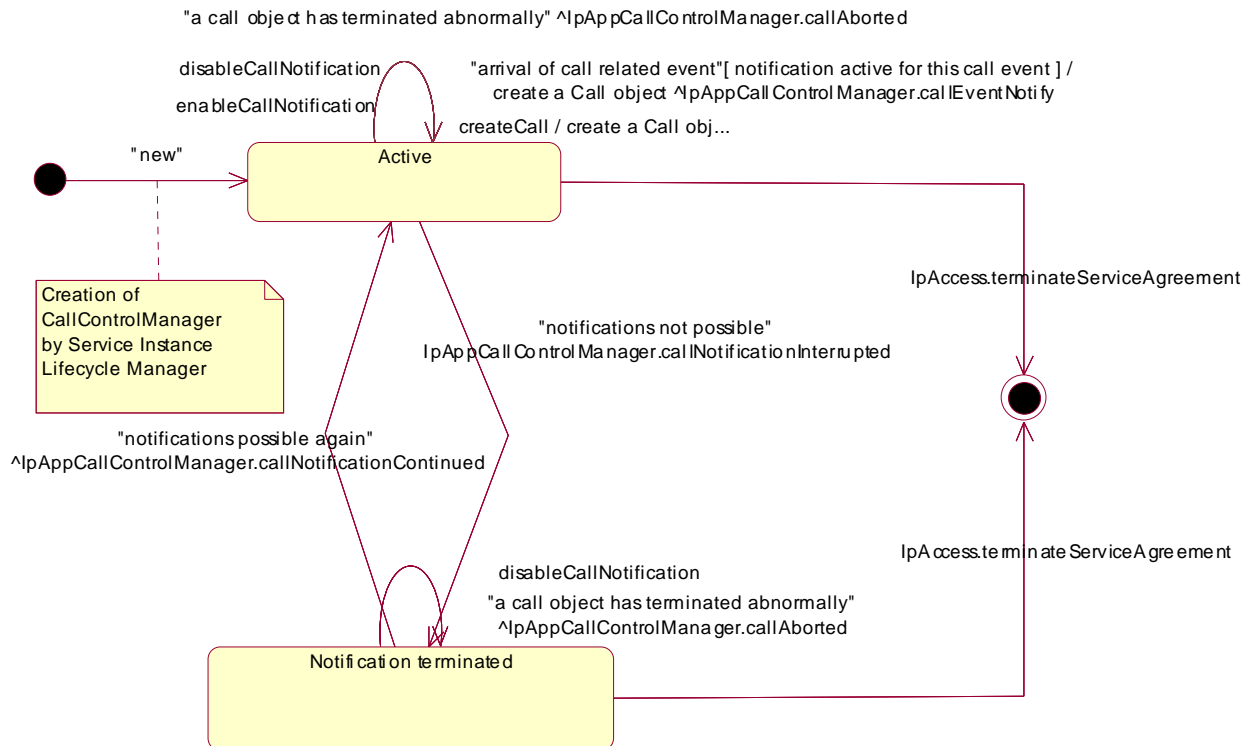 "a call object has terminated abnormally" ^IpAppCallControlManager.callAborted
disableCallNotification
enableCallNotification
"arrival of call related event"[ notification active for this call event ] /
create a Call object ^IpAppCallControlManager.callEventNotify
createCall / create a Call obj...
"new"
Active
Creation of
CallControlManager
by Service Instance
Lifecycle Manager
IpAccess.terminateServiceAgreement
"notifications not possible"
IpAppCallControlManager.callNotificationInterrupted
"notifications possible again"
^IpAppCallControlManager.callNotificationContinued
IpAccess.terminateServiceAgreement
disableCallNotification
"a call object has terminated abnormally"
^IpAppCallControlManager.callAborted
Notification terminated